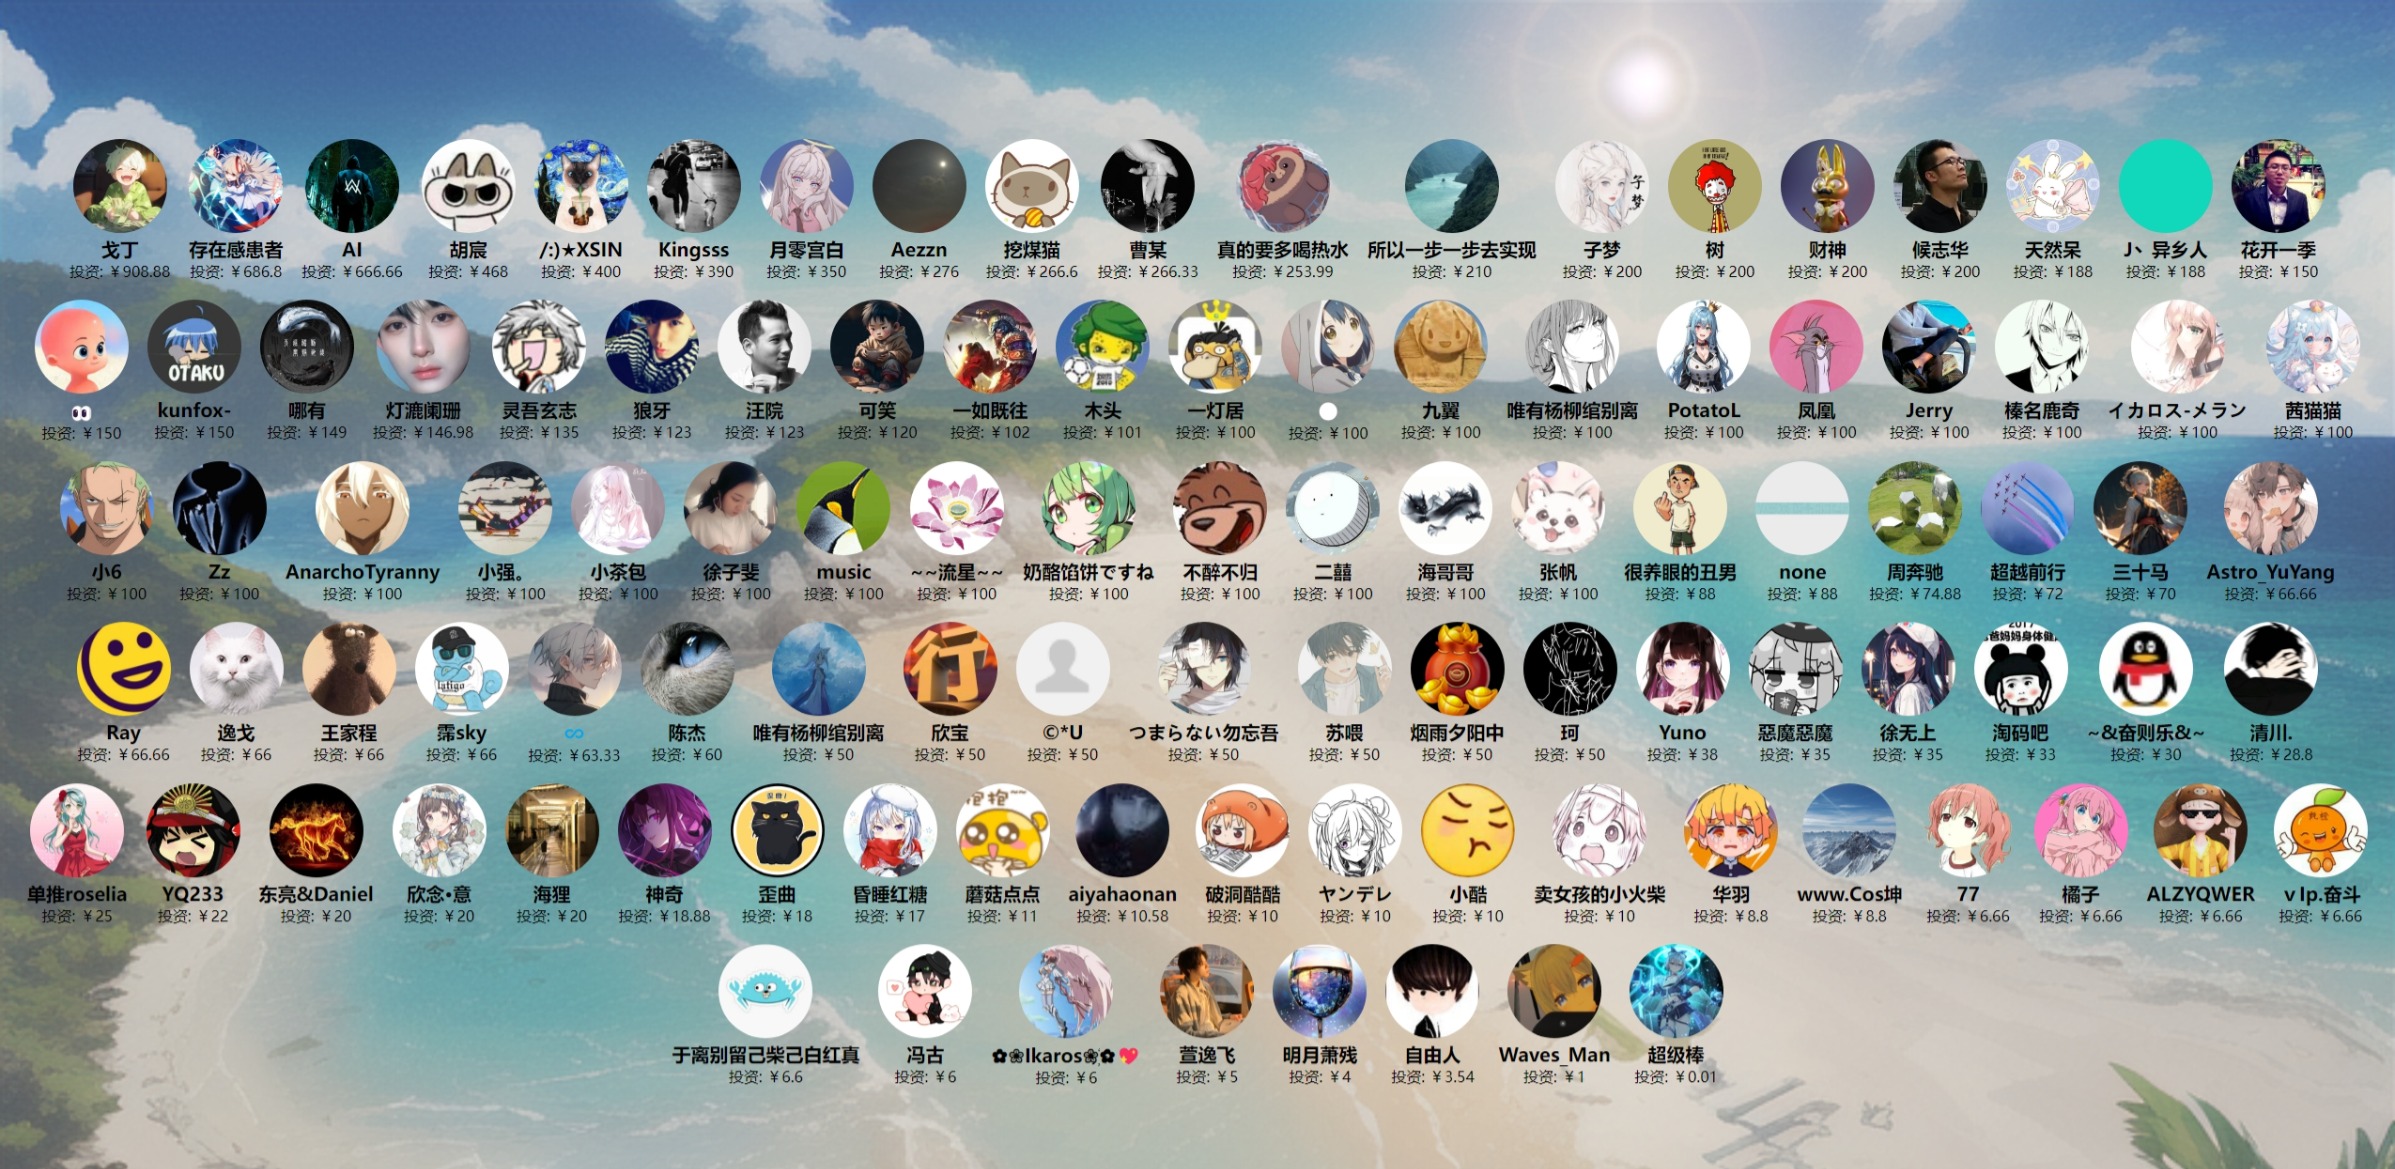 戈丁 存在感患者 AI 胡宸 /:)★XSIN Kingsss 月零宫白 Aezzn 挖煤猫 曹某 真的要多喝热水 所以一步一步去实现 子梦 树 财神 候志华 天然呆 J丶异乡人 花开一季
投资: ￥908.88 投资: ￥686.8 投资: ￥666.66 投资: ￥468 投资: ￥400 投资: ￥390 投资: ￥350 投资: ￥276 投资: ￥266.6 投资: ￥266.33 投资: ￥253.99 投资: ￥210 投资: ￥200 投资: ￥200 投资: ￥200 投资: ￥200 投资: ￥188 投资: ￥188 投资: ￥150
OTAKU
👀 kunfox- 哪有 灯漉阑珊 灵吾玄志 狼牙 汪院 可笑 一如既往 木头 一灯居 九翼 唯有杨柳绾别离 PotatoL 凤凰 Jerry 榛名鹿奇 イカロス-メラン 茜猫猫
投资: ￥150 投资: ￥150 投资: ￥149 投资: ￥146.98 投资: ￥135 投资: ￥123 投资: ￥123 投资: ￥120 投资: ￥102 投资: ￥101 投资: ￥100 投资: ￥100 投资: ￥100 投资: ￥100 投资: ￥100 投资: ￥100 投资: ￥100 投资: ￥100 投资: ￥100 投资: ￥100
小6 Zz AnarchoTyranny 小强。 小茶包 徐子斐 music ~~流星~~ 奶酪馅饼ですね 不醉不归 二囍 海哥哥 张帆 很养眼的丑男 none 周奔驰 超越前行 三十马 Astro_YuYang
投资: ￥100 投资: ￥100 投资: ￥100 投资: ￥100 投资: ￥100 投资: ￥100 投资: ￥100 投资: ￥100 投资: ￥100 投资: ￥100 投资: ￥100 投资: ￥100 投资: ￥100 投资: ￥88 投资: ￥88 投资: ￥74.88 投资: ￥72 投资: ￥70 投资: ￥66.66
行
Ray 逸戈 王家程 霈sky ∞ 陈杰 唯有杨柳绾别离 欣宝 ©*U つまらない勿忘吾 苏喂 烟雨夕阳中 珂 Yuno 惡魔惡魔 徐无上 淘码吧 ~&奋则乐&~ 清川.
投资: ￥66.66 投资: ￥66 投资: ￥66 投资: ￥66 投资: ￥63.33 投资: ￥60 投资: ￥50 投资: ￥50 投资: ￥50 投资: ￥50 投资: ￥50 投资: ￥50 投资: ￥50 投资: ￥38 投资: ￥35 投资: ￥35 投资: ￥33 投资: ￥30 投资: ￥28.8
抱抱~~
单推roselia YQ233 东亮&Daniel 欣念•意 海狸 神奇 歪曲 昏睡红糖 蘑菇点点 aiyahaonan 破洞酷酷 ヤンデレ 小酷 卖女孩的小火柴 华羽 www.Cos坤 77 橘子 ALZYQWER v Ip.奋斗
投资: ￥25 投资: ￥22 投资: ￥20 投资: ￥20 投资: ￥20 投资: ￥18.88 投资: ￥18 投资: ￥17 投资: ￥11 投资: ￥10.58 投资: ￥10 投资: ￥10 投资: ￥10 投资: ￥10 投资: ￥8.8 投资: ￥8.8 投资: ￥6.66 投资: ￥6.66 投资: ￥6.66 投资: ￥6.66
于离别留己柴己白红真 冯古 ✿❀Ikaros❀✿💖 萱逸飞 明月萧残 自由人 Waves_Man 超级棒
投资: ￥6.6 投资: ￥6 投资: ￥6 投资: ￥5 投资: ￥4 投资: ￥3.54 投资: ￥1 投资: ￥0.01